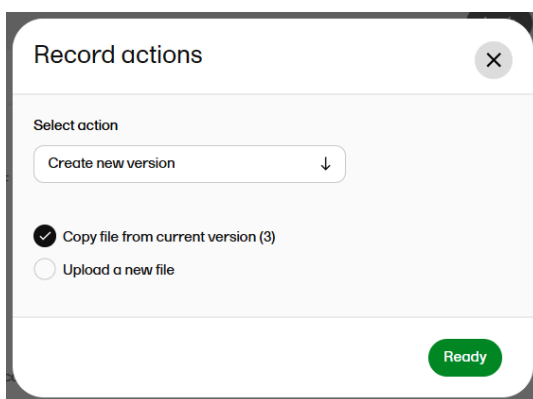 Record actions
Select action
Create new version
Copy file from current version (3)
Upload a new file
Ready